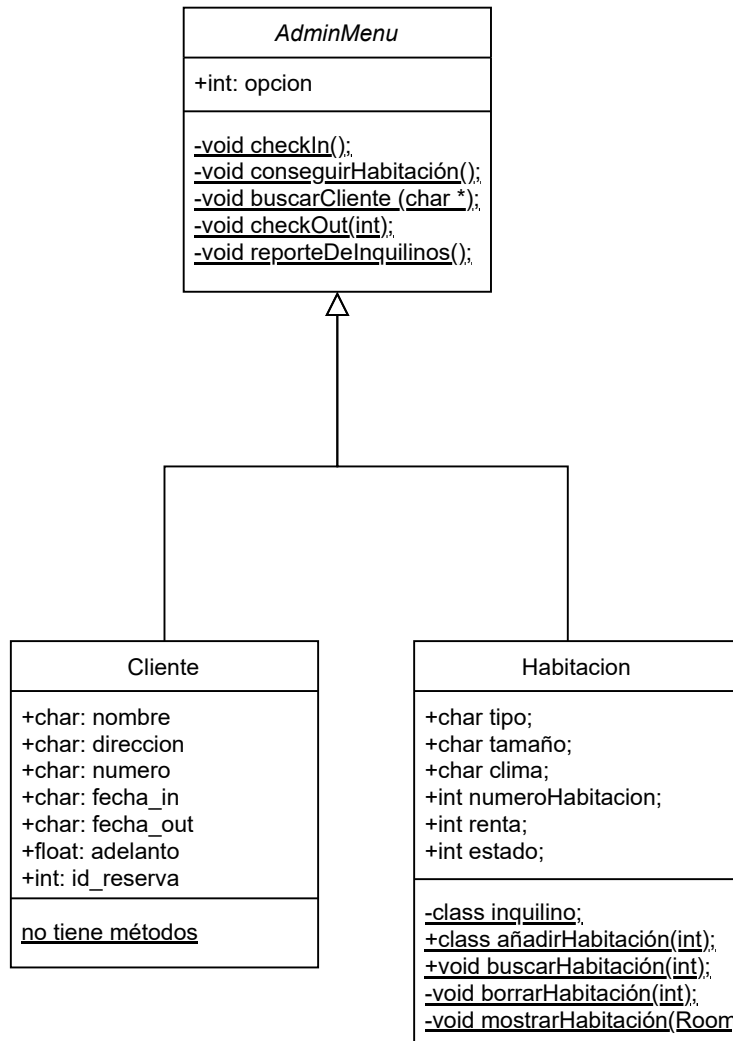 AdminMenu
+int: opcion
-void checkIn();
-void conseguirHabitación();
-void buscarCliente (char *);
-void checkOut(int);
-void reporteDeInquilinos();
Cliente
+char: nombre
+char: direccion
+char: numero
+char: fecha_in
+char: fecha_out
+float: adelanto
+int: id_reserva
no tiene métodos
Habitacion
+char tipo;
+char tamaño;
+char clima;
+int numeroHabitacion;
+int renta;
+int estado;
-class inquilino;
+class añadirHabitación(int);
+void buscarHabitación(int);
-void borrarHabitación(int);
-void mostrarHabitación(Room